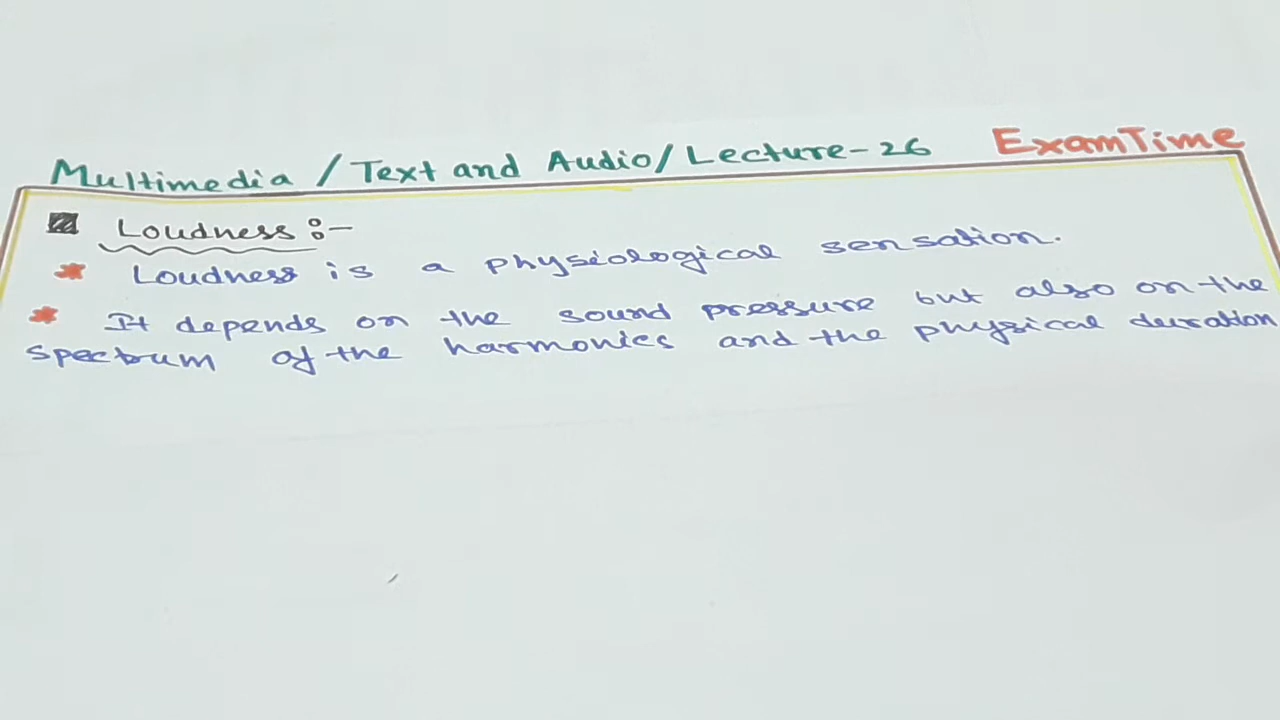 Multimedia / Text and Audio / Lecture-26 ExamTime
Loudness :-
* Loudness is a physiological sensation.
* It depends on the sound pressure but also on the
spectrum of the harmonics and the physical duration